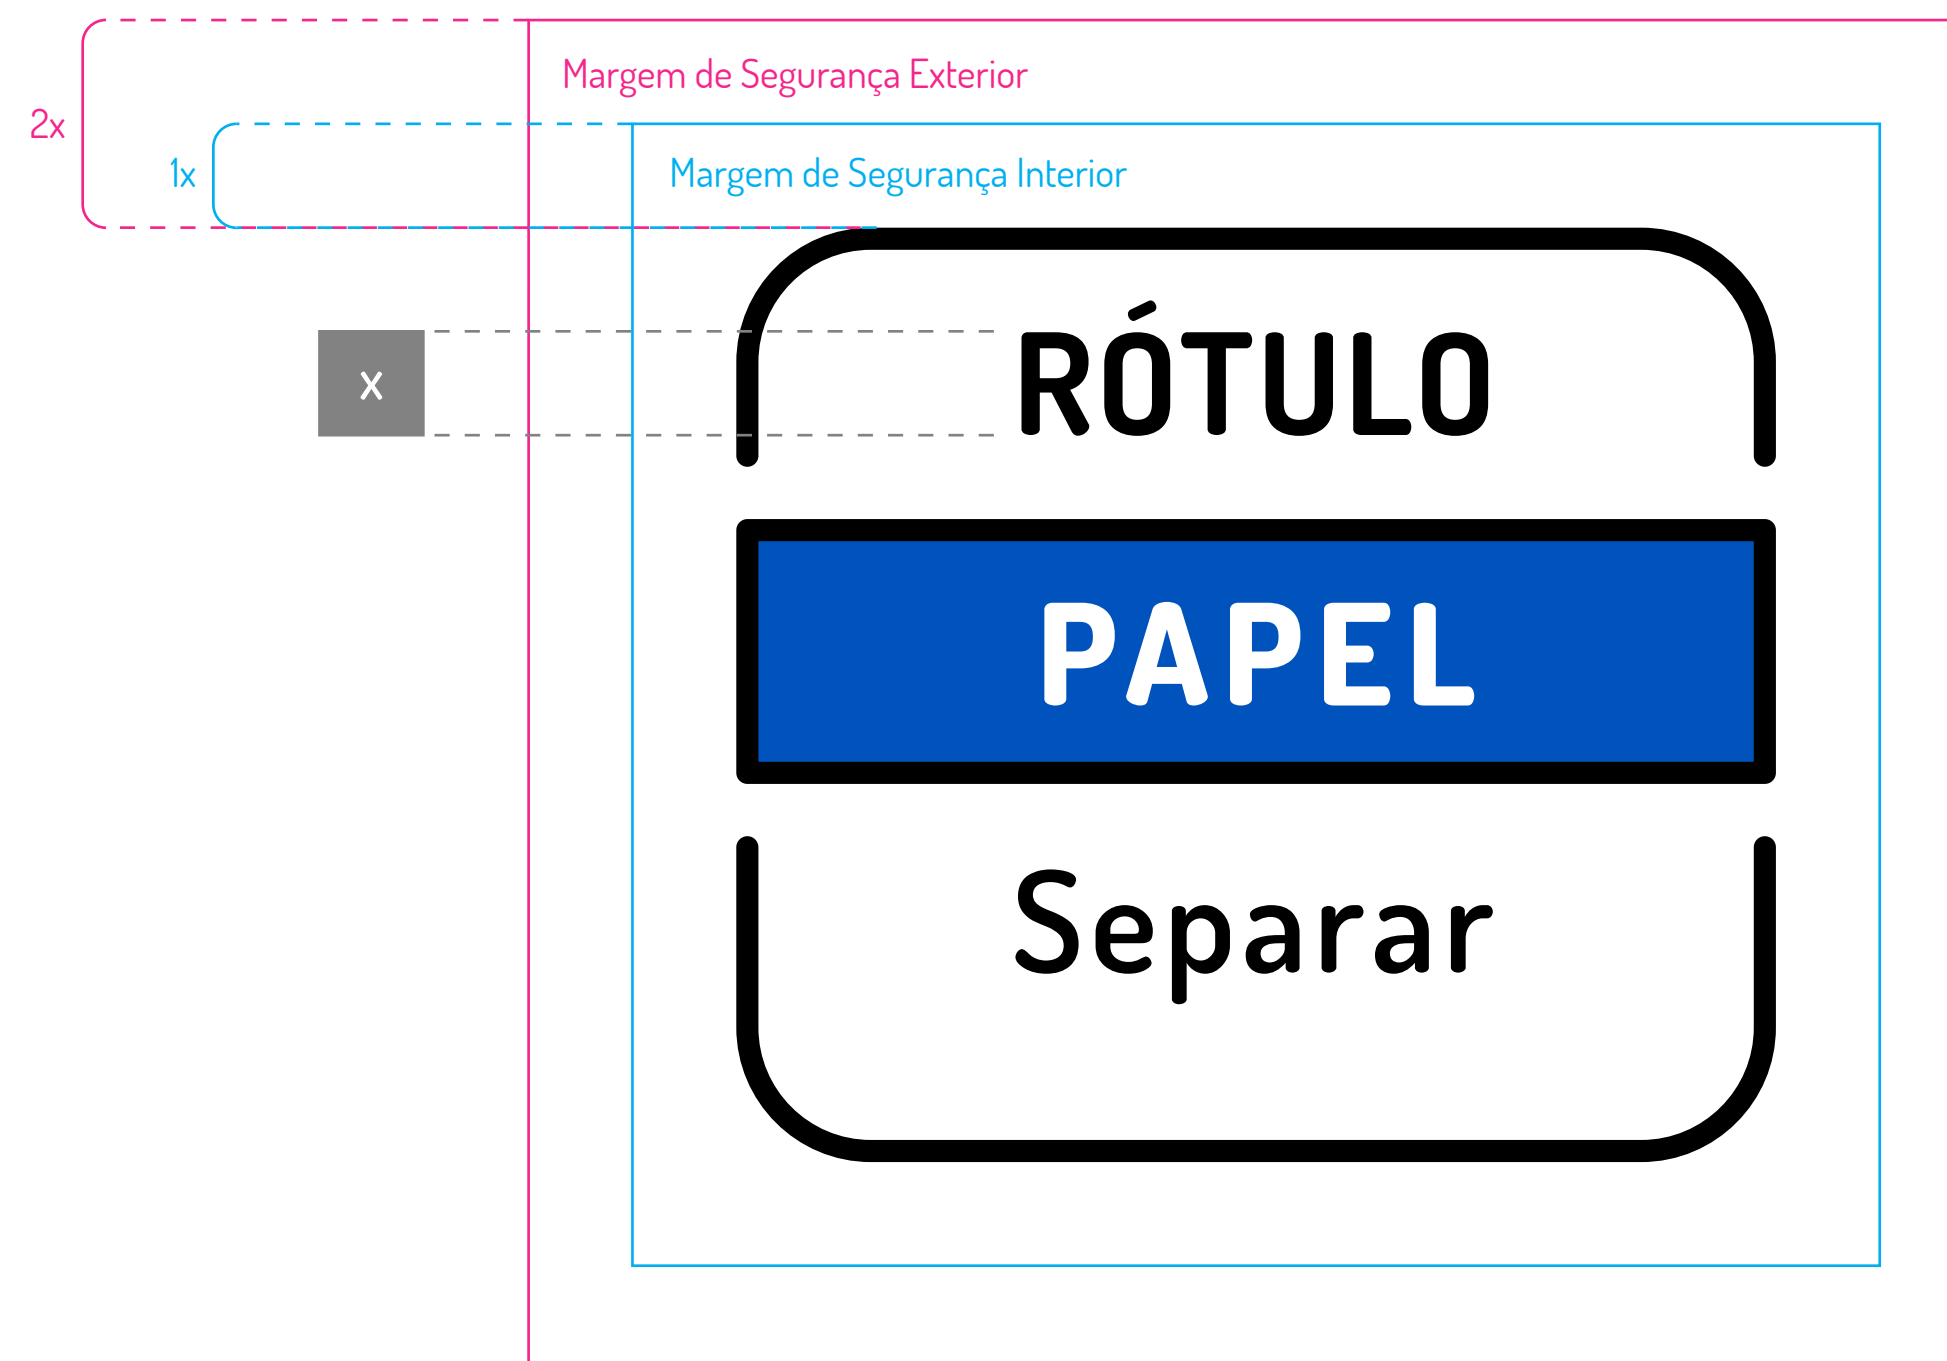 Margem de Segurança Exterior
2x
1x
Margem de Segurança Interior
x
RÓTULO
PAPEL
Separar